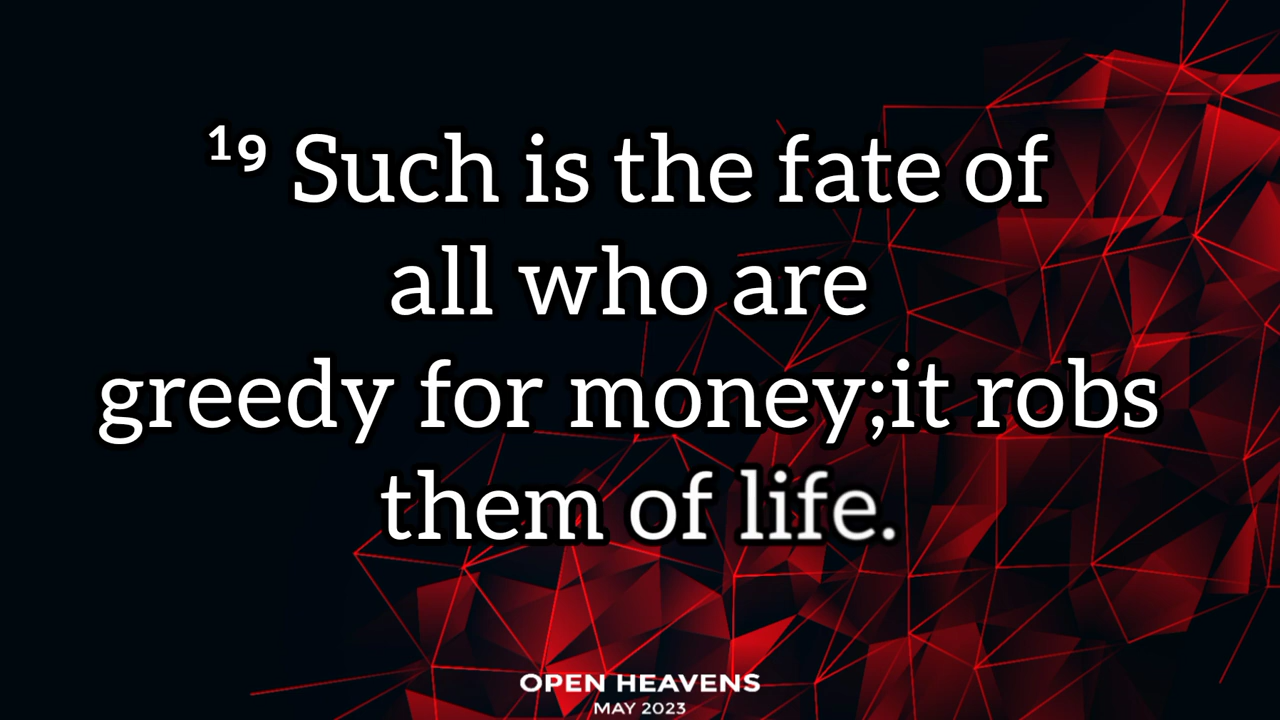 ¹⁹ Such is the fate of
all who are
greedy for money;it robs
them of life.
OPEN HEAVENS
MAY 2023